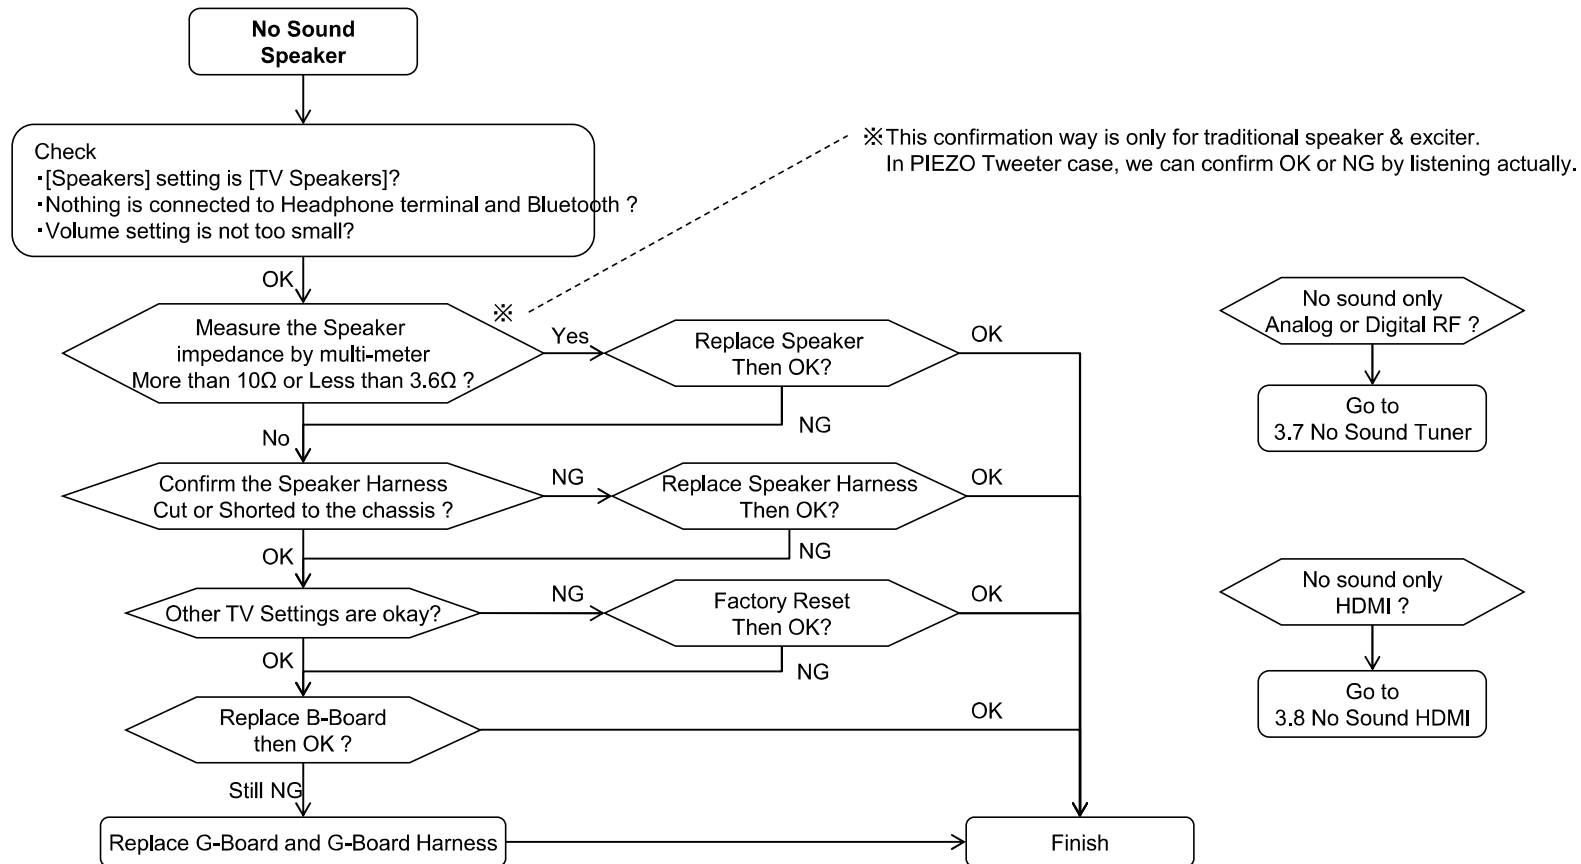 No Sound
Speaker
Check
・[Speakers] setting is [TV Speakers]?
・Nothing is connected to Headphone terminal and Bluetooth ?
・Volume setting is not too small?
※This confirmation way is only for traditional speaker & exciter.
In PIEZO Tweeter case, we can confirm OK or NG by listening actually.
OK
※
Measure the Speaker
impedance by multi-meter
More than 10Ω or Less than 3.6Ω ?
Yes
Replace Speaker
Then OK?
OK
NG
No
Confirm the Speaker Harness
Cut or Shorted to the chassis ?
NG
Replace Speaker Harness
Then OK?
OK
NG
OK
Other TV Settings are okay?
NG
Factory Reset
Then OK?
OK
NG
OK
Replace B-Board
then OK ?
OK
Still NG
Replace G-Board and G-Board Harness
Finish
No sound only
Analog or Digital RF ?
Go to
3.7 No Sound Tuner
No sound only
HDMI ?
Go to
3.8 No Sound HDMI